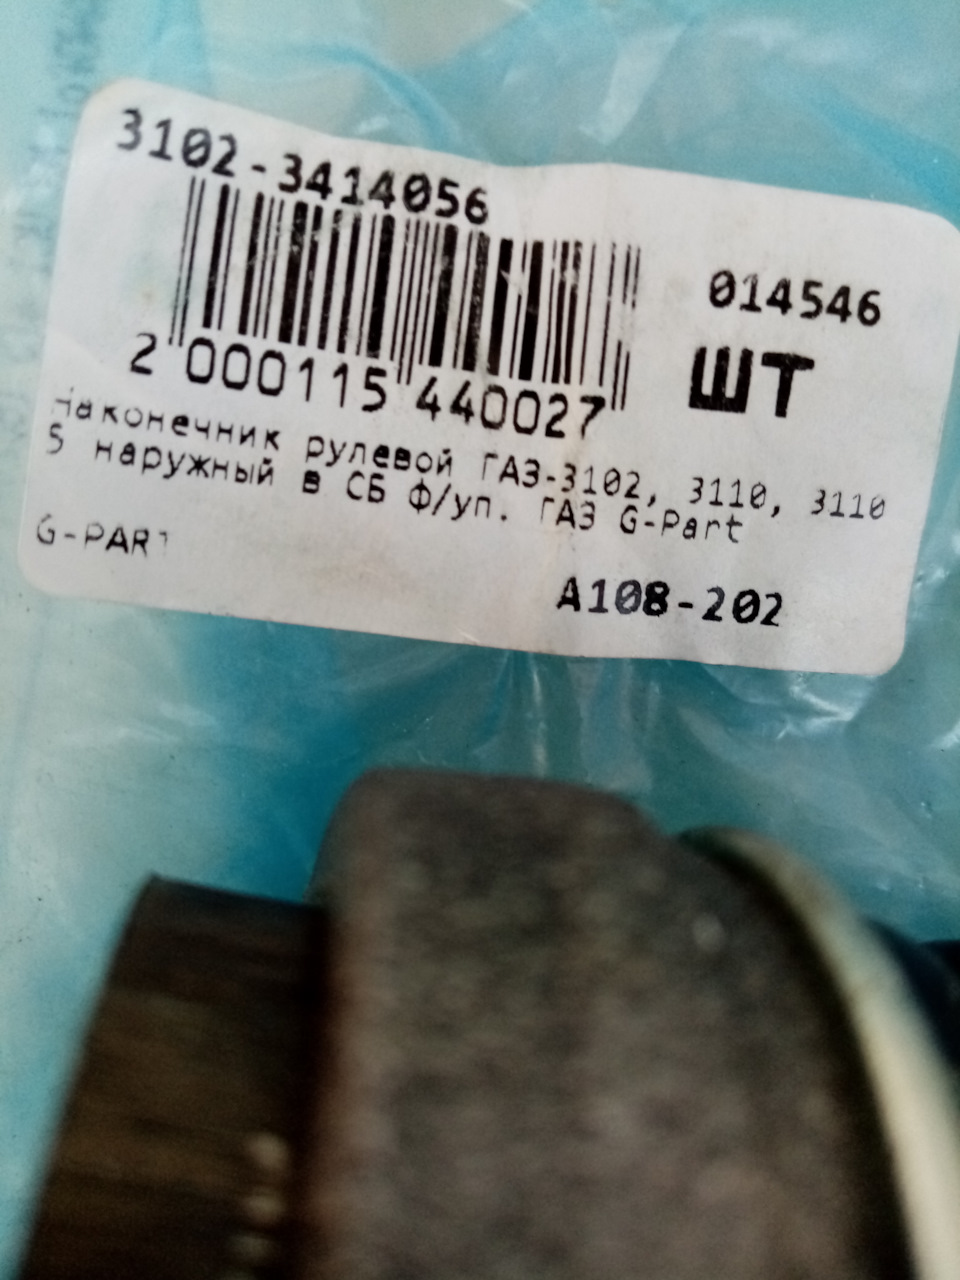 3102-3414056
014546
ШТ
2 000115 440027
Наконечник рулевой ГАЗ-3102, 3110, 3110
5 наружный в СБ Ф/уп. ГАЗ G-Part
G-PART
A108-202